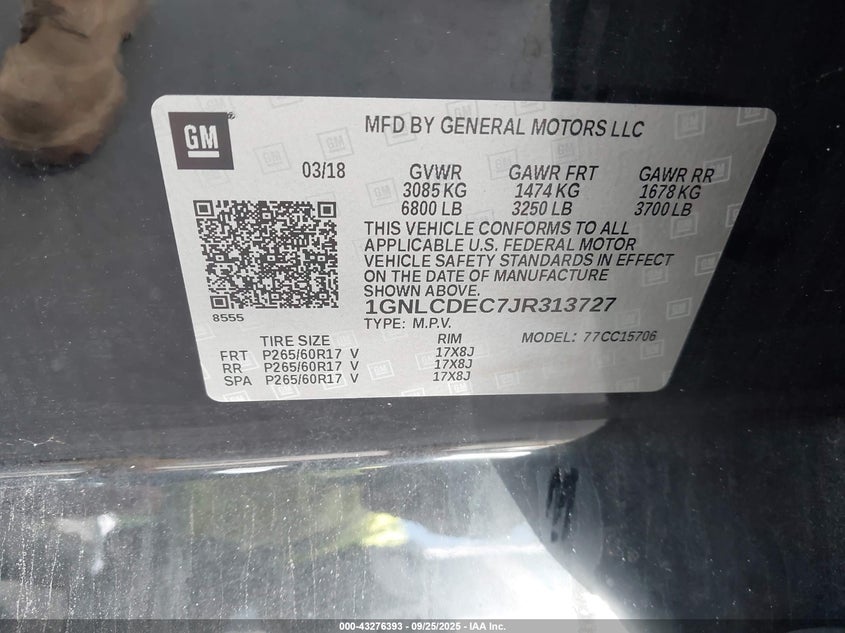 GM
MFD BY GENERAL MOTORS LLC
03/18 GVWR GAWR FRT GAWR RR
3085 KG 1474 KG 1678 KG
6800 LB 3250 LB 3700 LB
THIS VEHICLE CONFORMS TO ALL
APPLICABLE U.S. FEDERAL MOTOR
VEHICLE SAFETY STANDARDS IN EFFECT
ON THE DATE OF MANUFACTURE
SHOWN ABOVE.
8555
1GNLCDEC7JR313727
TYPE: M.P.V. MODEL: 77CC15706
TIRE SIZE RIM
FRT P265/60R17 V 17X8J
RR P265/60R17 V 17X8J
SPA P265/60R17 V 17X8J
000-43276393 - 09/25/2025 - IAA Inc.